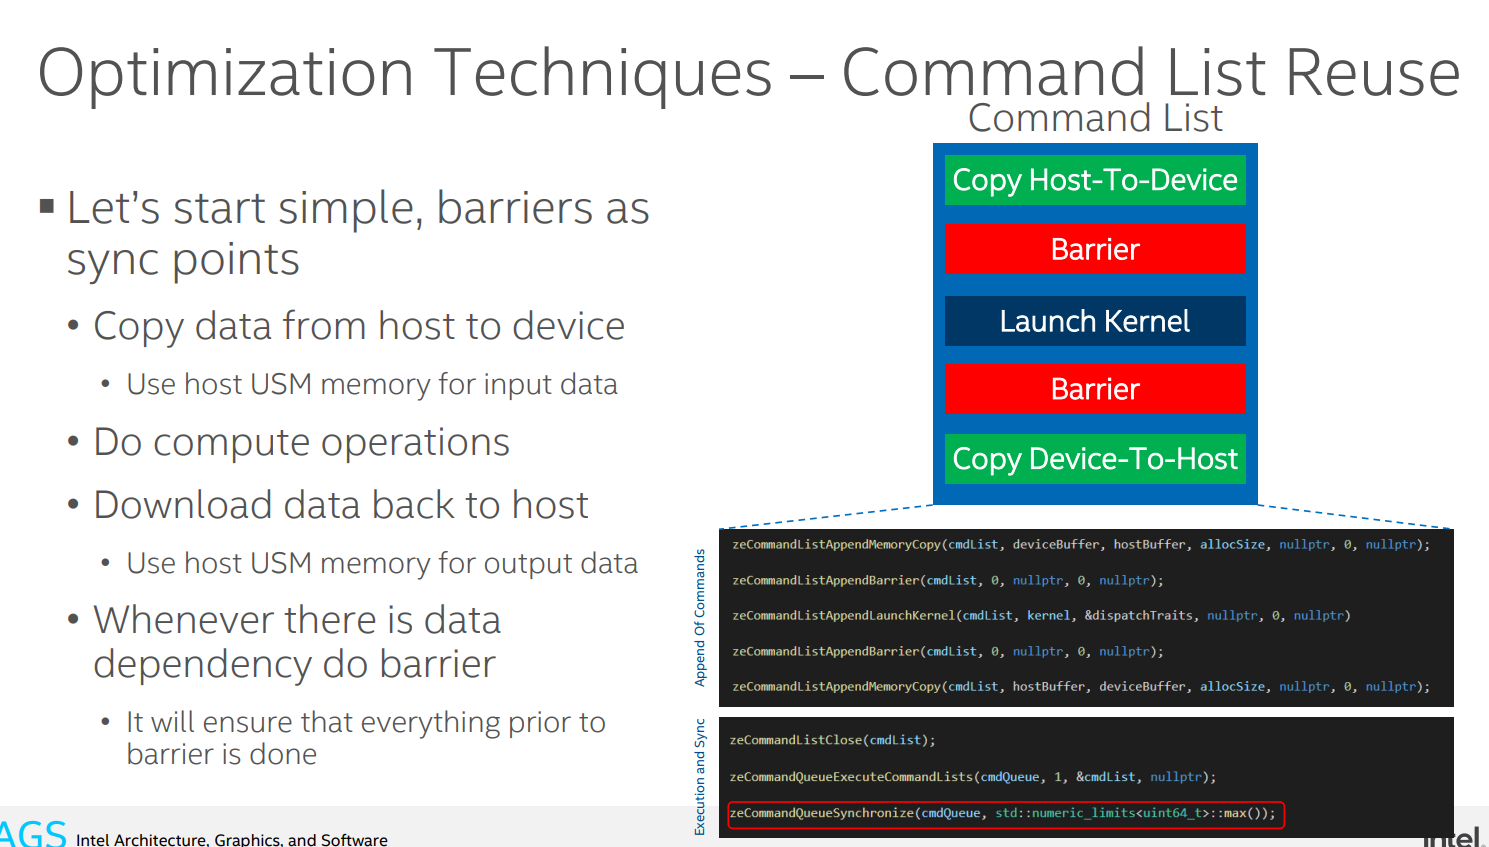 Optimization Techniques – Command List Reuse
Command List
▪ Let’s start simple, barriers as
sync points
• Copy data from host to device
• Use host USM memory for input data
• Do compute operations
• Download data back to host
• Use host USM memory for output data
• Whenever there is data
dependency do barrier
• It will ensure that everything prior to
barrier is done
Copy Host-To-Device
Barrier
Launch Kernel
Barrier
Copy Device-To-Host
Append Of Commands
zeCommandListAppendMemoryCopy(cmdList, deviceBuffer, hostBuffer, allocSize, nullptr, 0, nullptr);
zeCommandListAppendBarrier(cmdList, 0, nullptr, 0, nullptr);
zeCommandListAppendLaunchKernel(cmdList, kernel, &dispatchTraits, nullptr, 0, nullptr)
zeCommandListAppendBarrier(cmdList, 0, nullptr, 0, nullptr);
zeCommandListAppendMemoryCopy(cmdList, hostBuffer, deviceBuffer, allocSize, nullptr, 0, nullptr);
Execution and Sync
zeCommandListClose(cmdList);
zeCommandQueueExecuteCommandLists(cmdQueue, 1, &cmdList, nullptr);
zeCommandQueueSynchronize(cmdQueue, std::numeric_limits<uint64_t>::max());
AGS Intel Architecture, Graphics, and Software
intel.